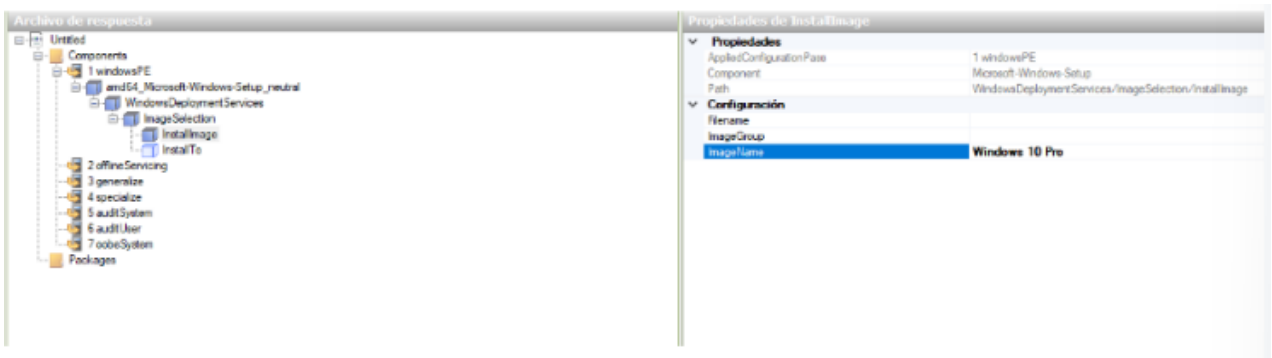 Archivo de respuesta
Untitled
Components
1 windowsPE
amd64_Microsoft-Windows-Setup_neutral
WindowsDeploymentServices
ImageSelection
InstallImage
InstallTo
2 offlineServicing
3 generalize
4 specialize
5 auditSystem
6 auditUser
7 oobeSystem
Packages
Propiedades de InstallImage
Propiedades
AppliedConfigurationPass 1 windowsPE
Component Microsoft-Windows-Setup
Path WindowsDeploymentServices/ImageSelection/InstallImage
Configuración
Filename
ImageGroup
ImageName Windows 10 Pro